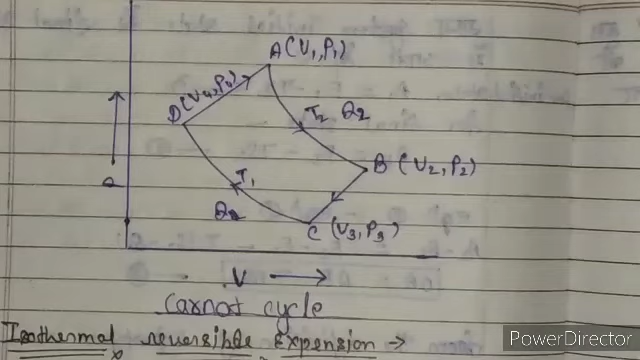 A (V₁, P₁)
D (V₄, P₄)
T₂ Q₂
B (V₂, P₂)
T₁
C (V₃, P₃)
P
V
Carnot cycle
Isothermal reversible Expension →
PowerDirector